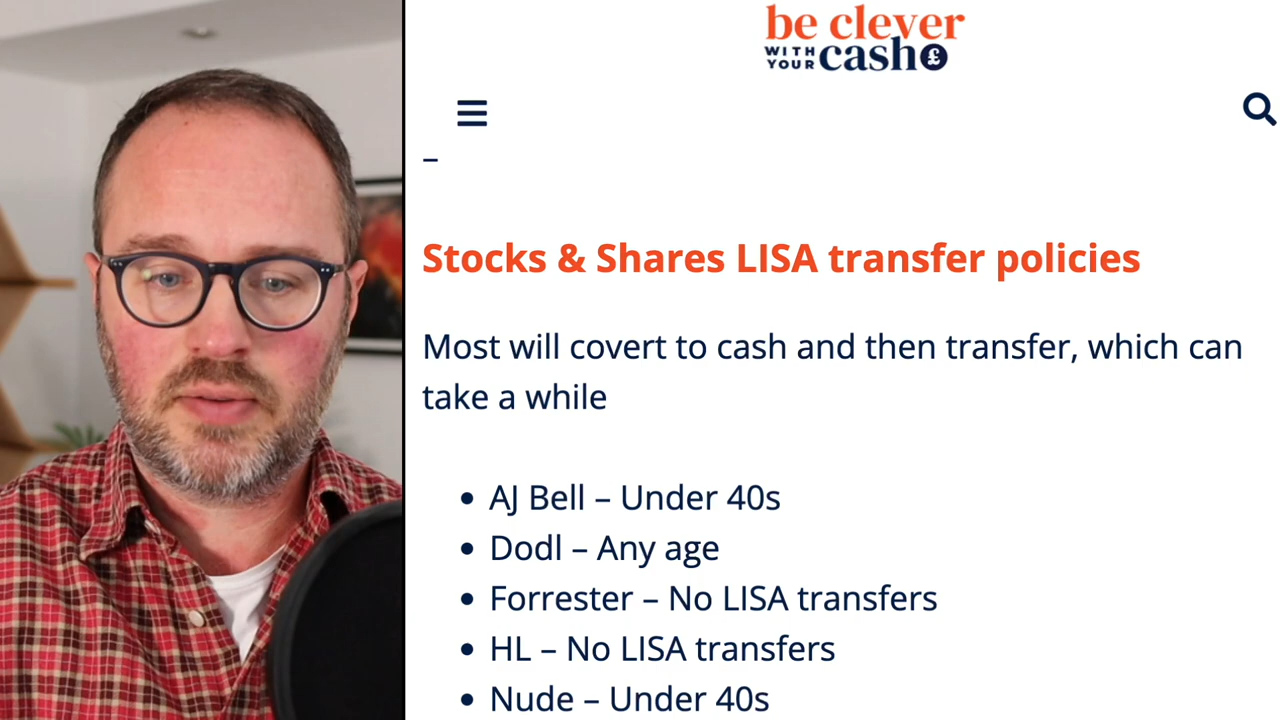 be clever
WITH YOUR cash £
–
Stocks & Shares LISA transfer policies
Most will covert to cash and then transfer, which can
take a while
• AJ Bell – Under 40s
• Dodl – Any age
• Forrester – No LISA transfers
• HL – No LISA transfers
• Nude – Under 40s